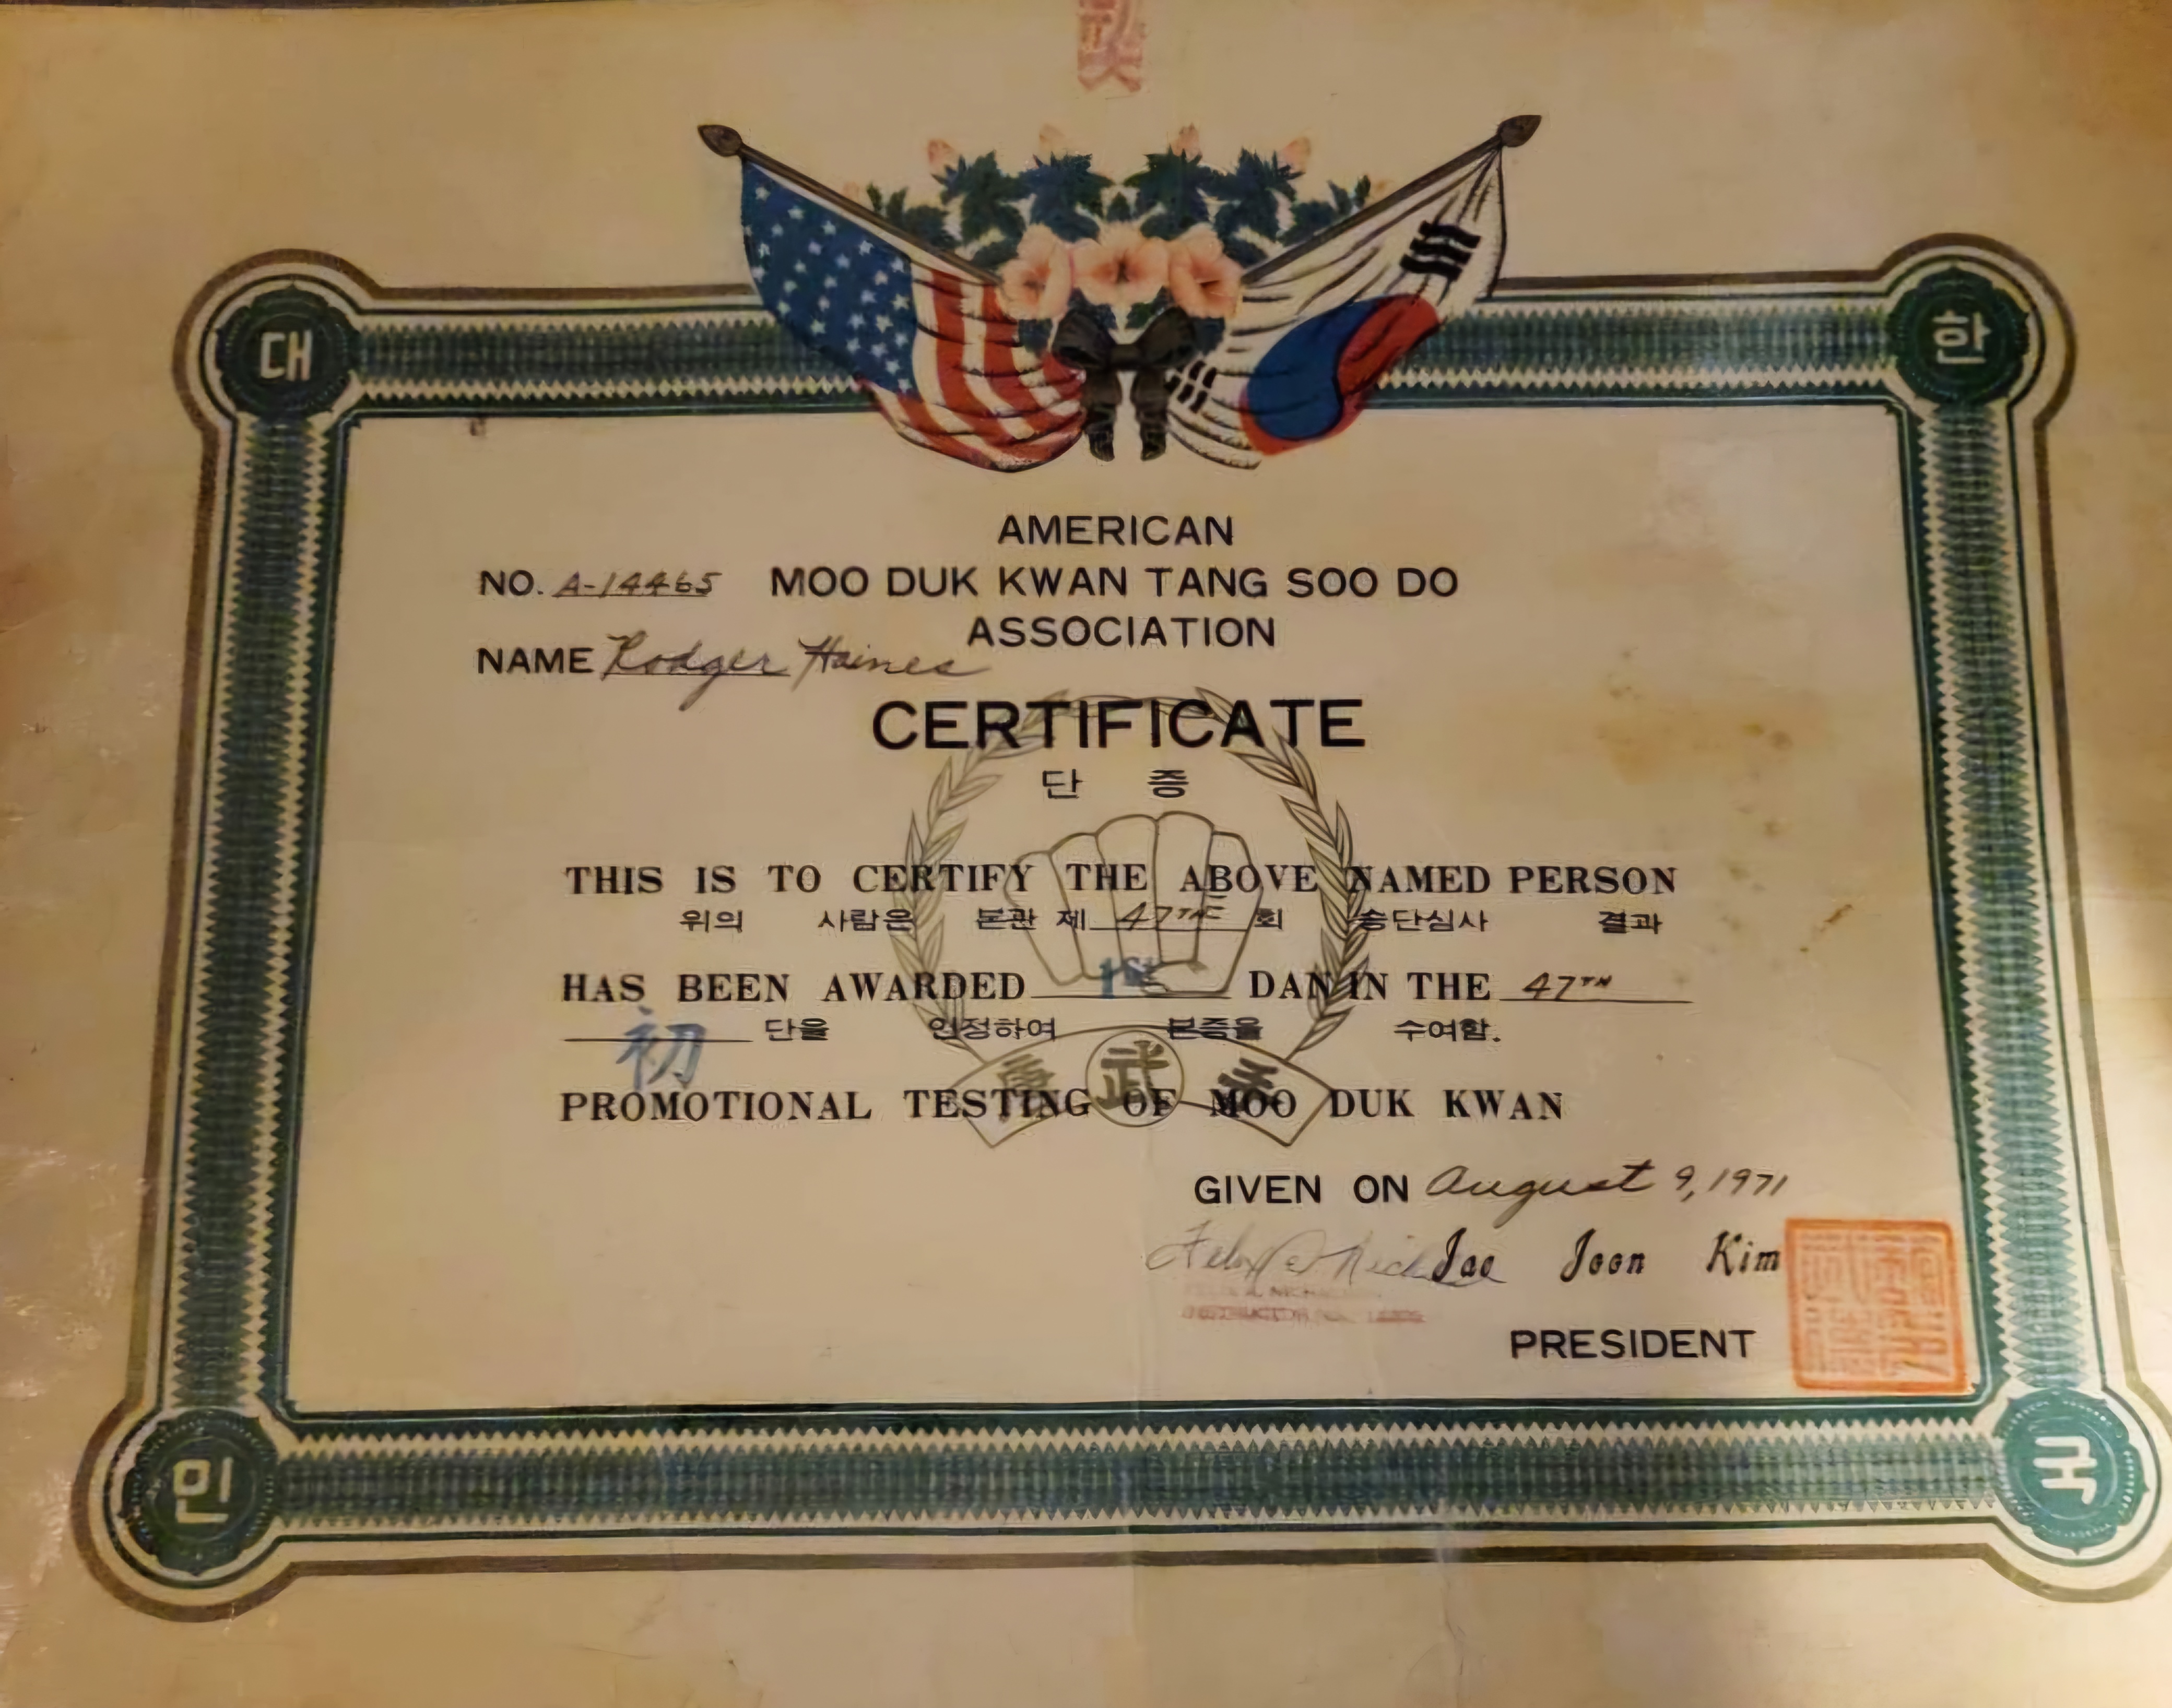 대 한
AMERICAN
NO. A-14465 MOO DUK KWAN TANG SOO DO
ASSOCIATION
NAME Rodger Haines
CERTIFICATE
단 증
THIS IS TO CERTIFY THE ABOVE NAMED PERSON
위의 사람은 본관 제 47TH 회 승단심사 결과
HAS BEEN AWARDED 1st DAN IN THE 47TH
初 단을 인정하여 본증을 수여함.
武
PROMOTIONAL TESTING OF MOO DUK KWAN
GIVEN ON August 9, 1971
Felix Jae Joon Kim
INSTRUCTOR
PRESIDENT
민 국